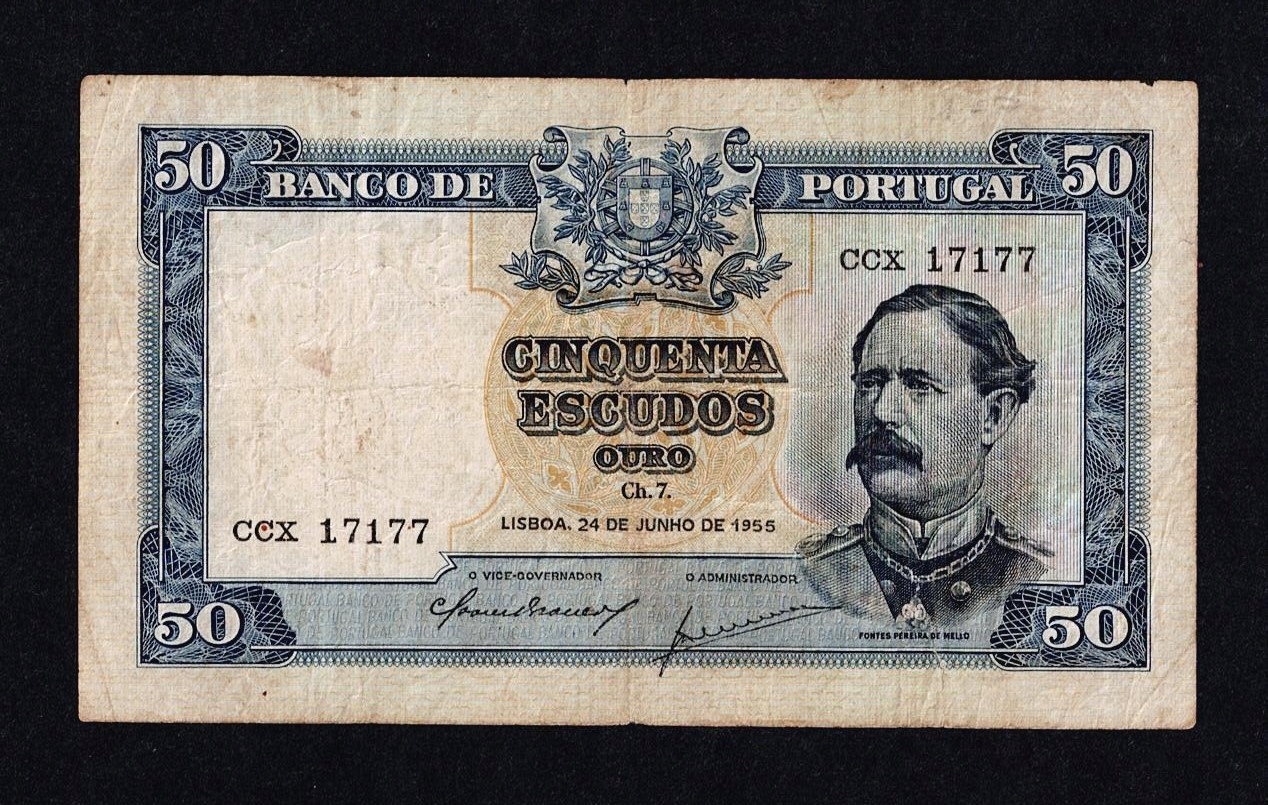 50 BANCO DE PORTUGAL 50
CCX 17177
CINQUENTA
ESCUDOS
OURO
Ch. 7.
LISBOA. 24 DE JUNHO DE 1955
CCX 17177
O VICE-GOVERNADOR O ADMINISTRADOR
FONTES PEREIRA DE MELLO
50 50